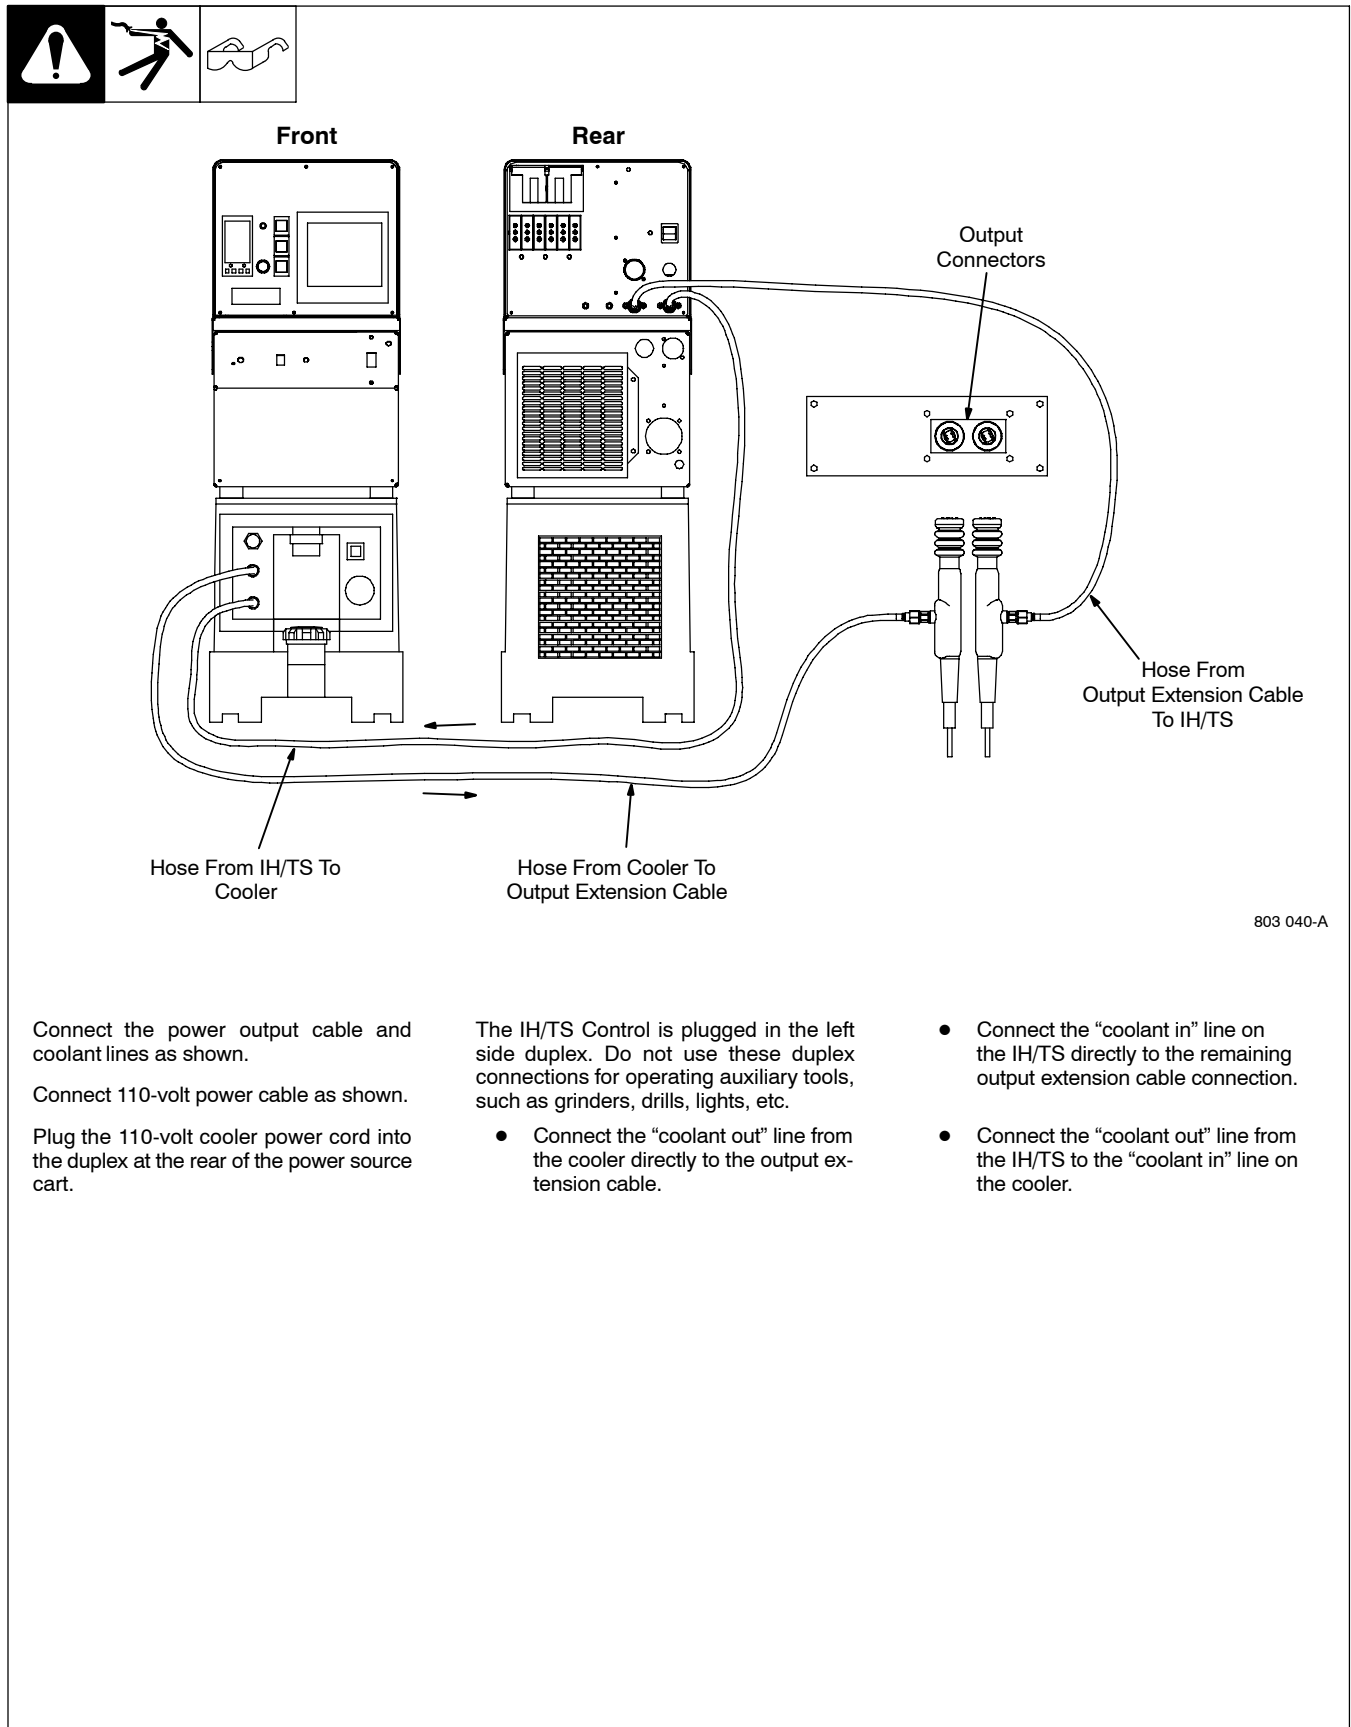 Front
Rear
Output
Connectors
Hose From
Output Extension Cable
To IH/TS
Hose From IH/TS To
Cooler
Hose From Cooler To
Output Extension Cable
803 040-A
Connect the power output cable and
coolant lines as shown.
Connect 110-volt power cable as shown.
Plug the 110-volt cooler power cord into
the duplex at the rear of the power source
cart.
The IH/TS Control is plugged in the left
side duplex. Do not use these duplex
connections for operating auxiliary tools,
such as grinders, drills, lights, etc.
● Connect the “coolant out” line from
the cooler directly to the output ex-
tension cable.
● Connect the “coolant in” line on
the IH/TS directly to the remaining
output extension cable connection.
● Connect the “coolant out” line from
the IH/TS to the “coolant in” line on
the cooler.